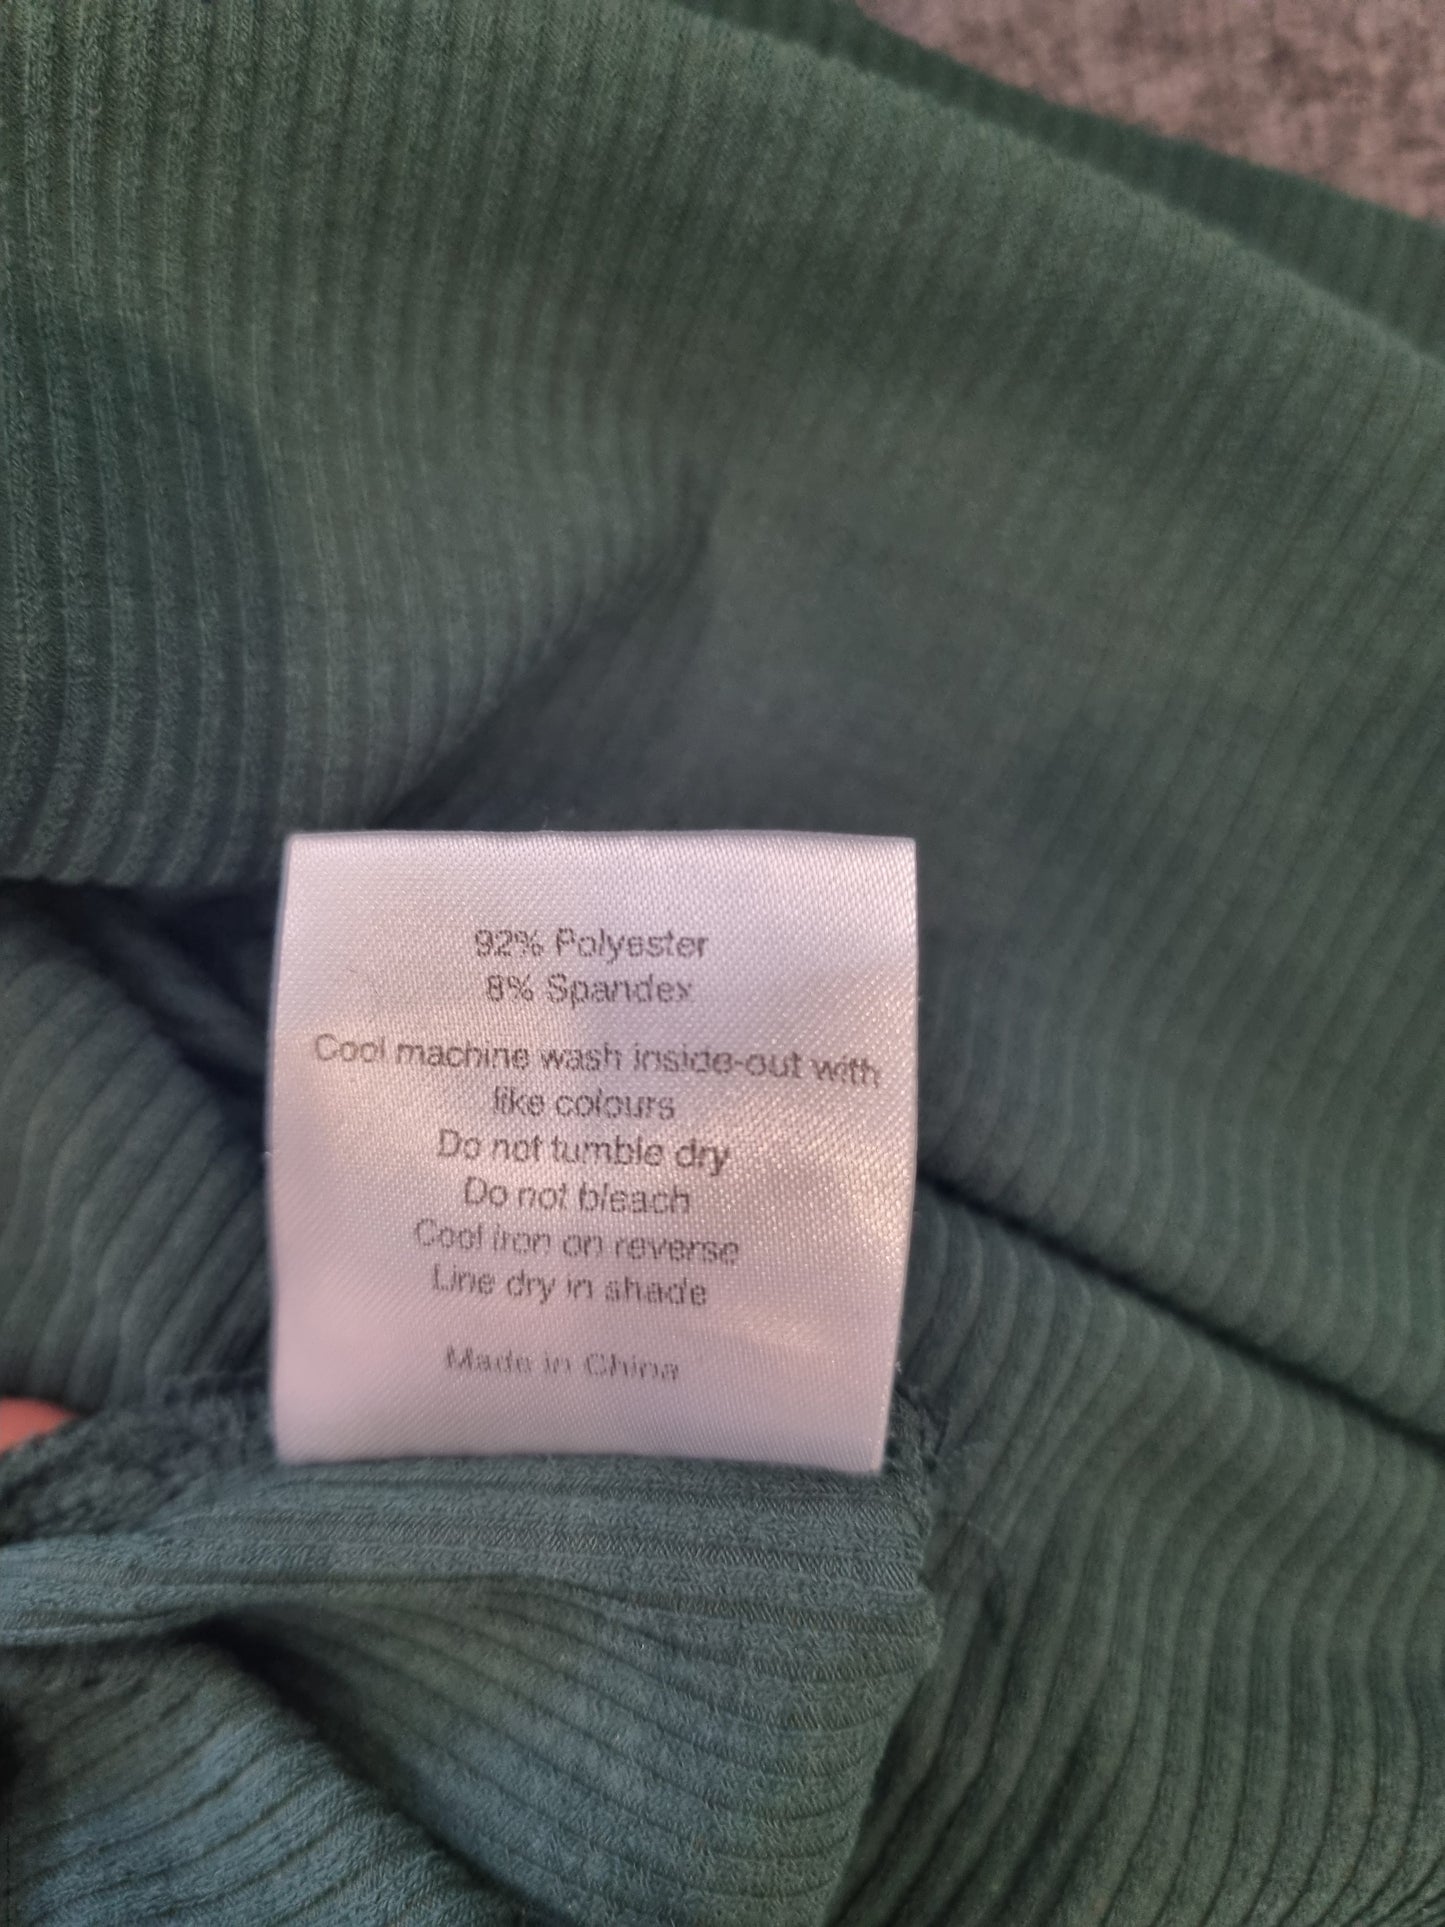 92% Polyester
8% Spandex
Cool machine wash inside-out with
like colours
Do not tumble dry
Do not bleach
Cool iron on reverse
Line dry in shade
Made in China